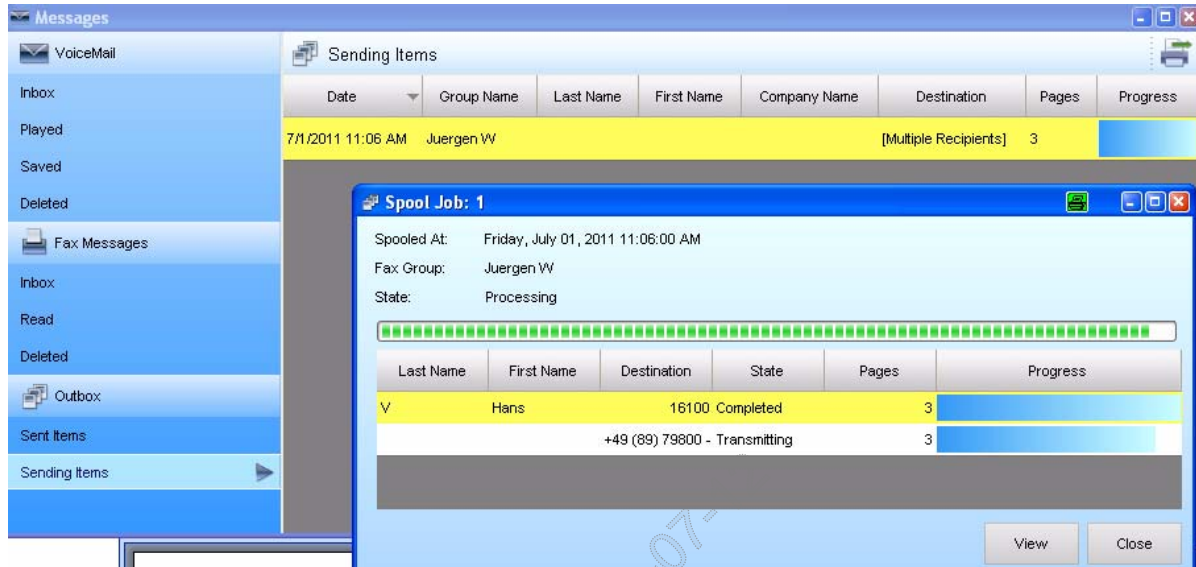 Messages
VoiceMail
Sending Items
Inbox
Date Group Name Last Name First Name Company Name Destination Pages Progress
Played
7/1/2011 11:06 AM Juergen W [Multiple Recipients] 3
Saved
Deleted
Spool Job: 1
Fax Messages
Spooled At: Friday, July 01, 2011 11:06:00 AM
Fax Group: Juergen W
Inbox
State: Processing
Read
Deleted
Last Name First Name Destination State Pages Progress
Outbox
V Hans 16100 Completed 3
Sent Items
+49 (89) 79800 - Transmitting 3
Sending Items
View Close
07-